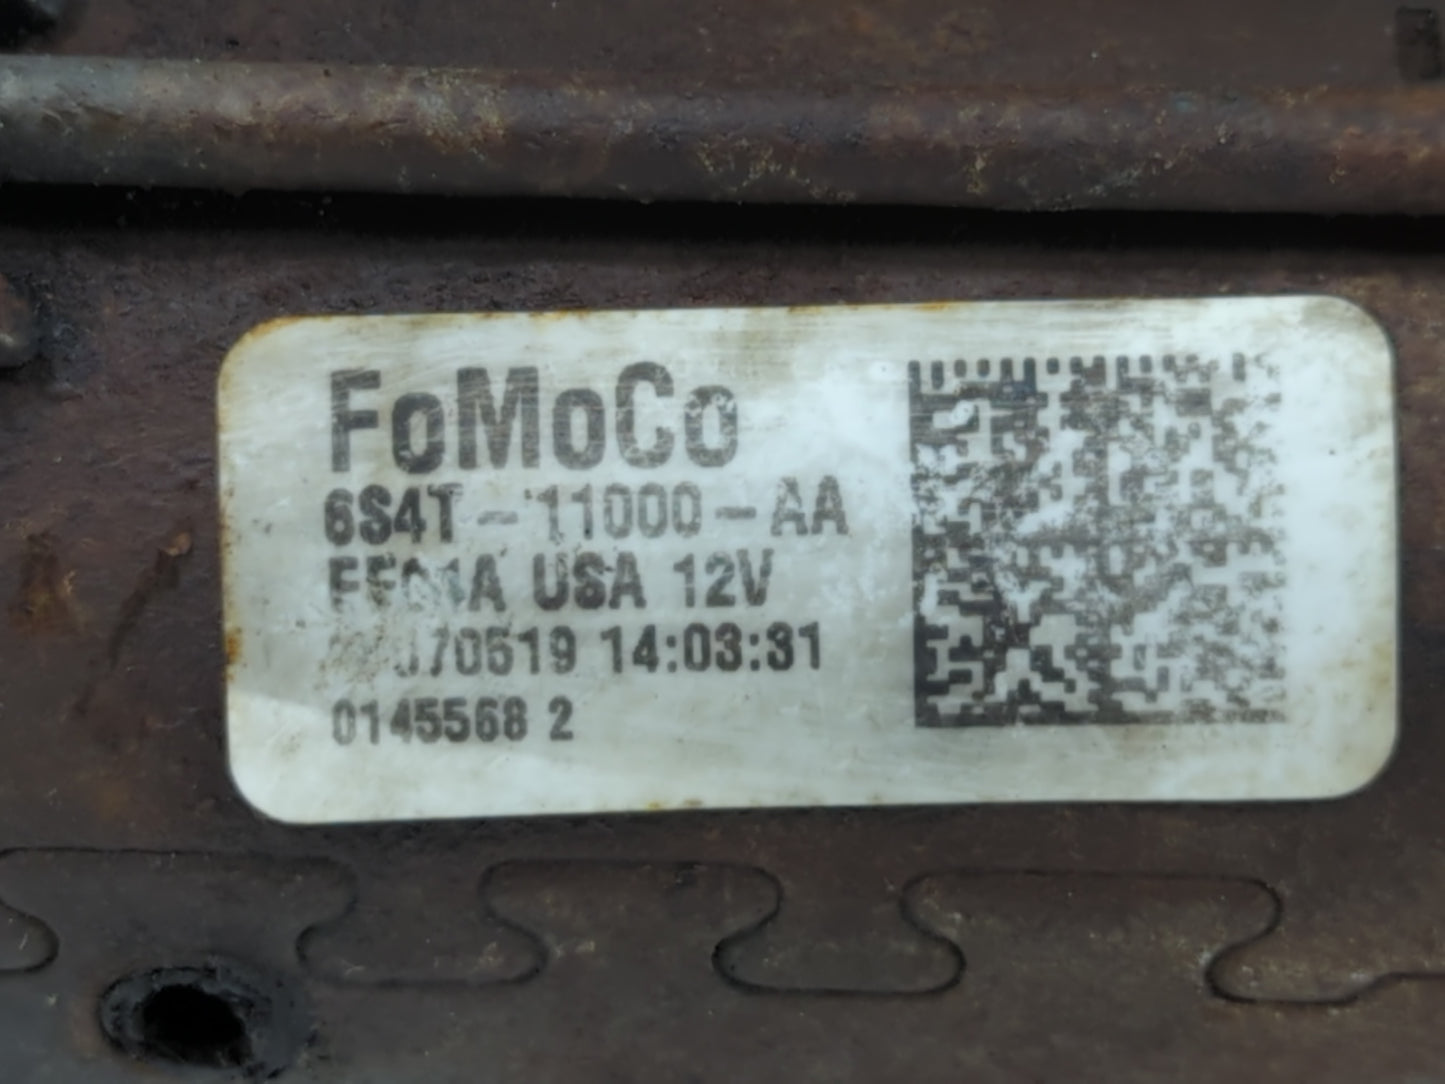 FoMoCo
6S4T - 11000 - AA
USA 12V
14:03:31
0145568 2